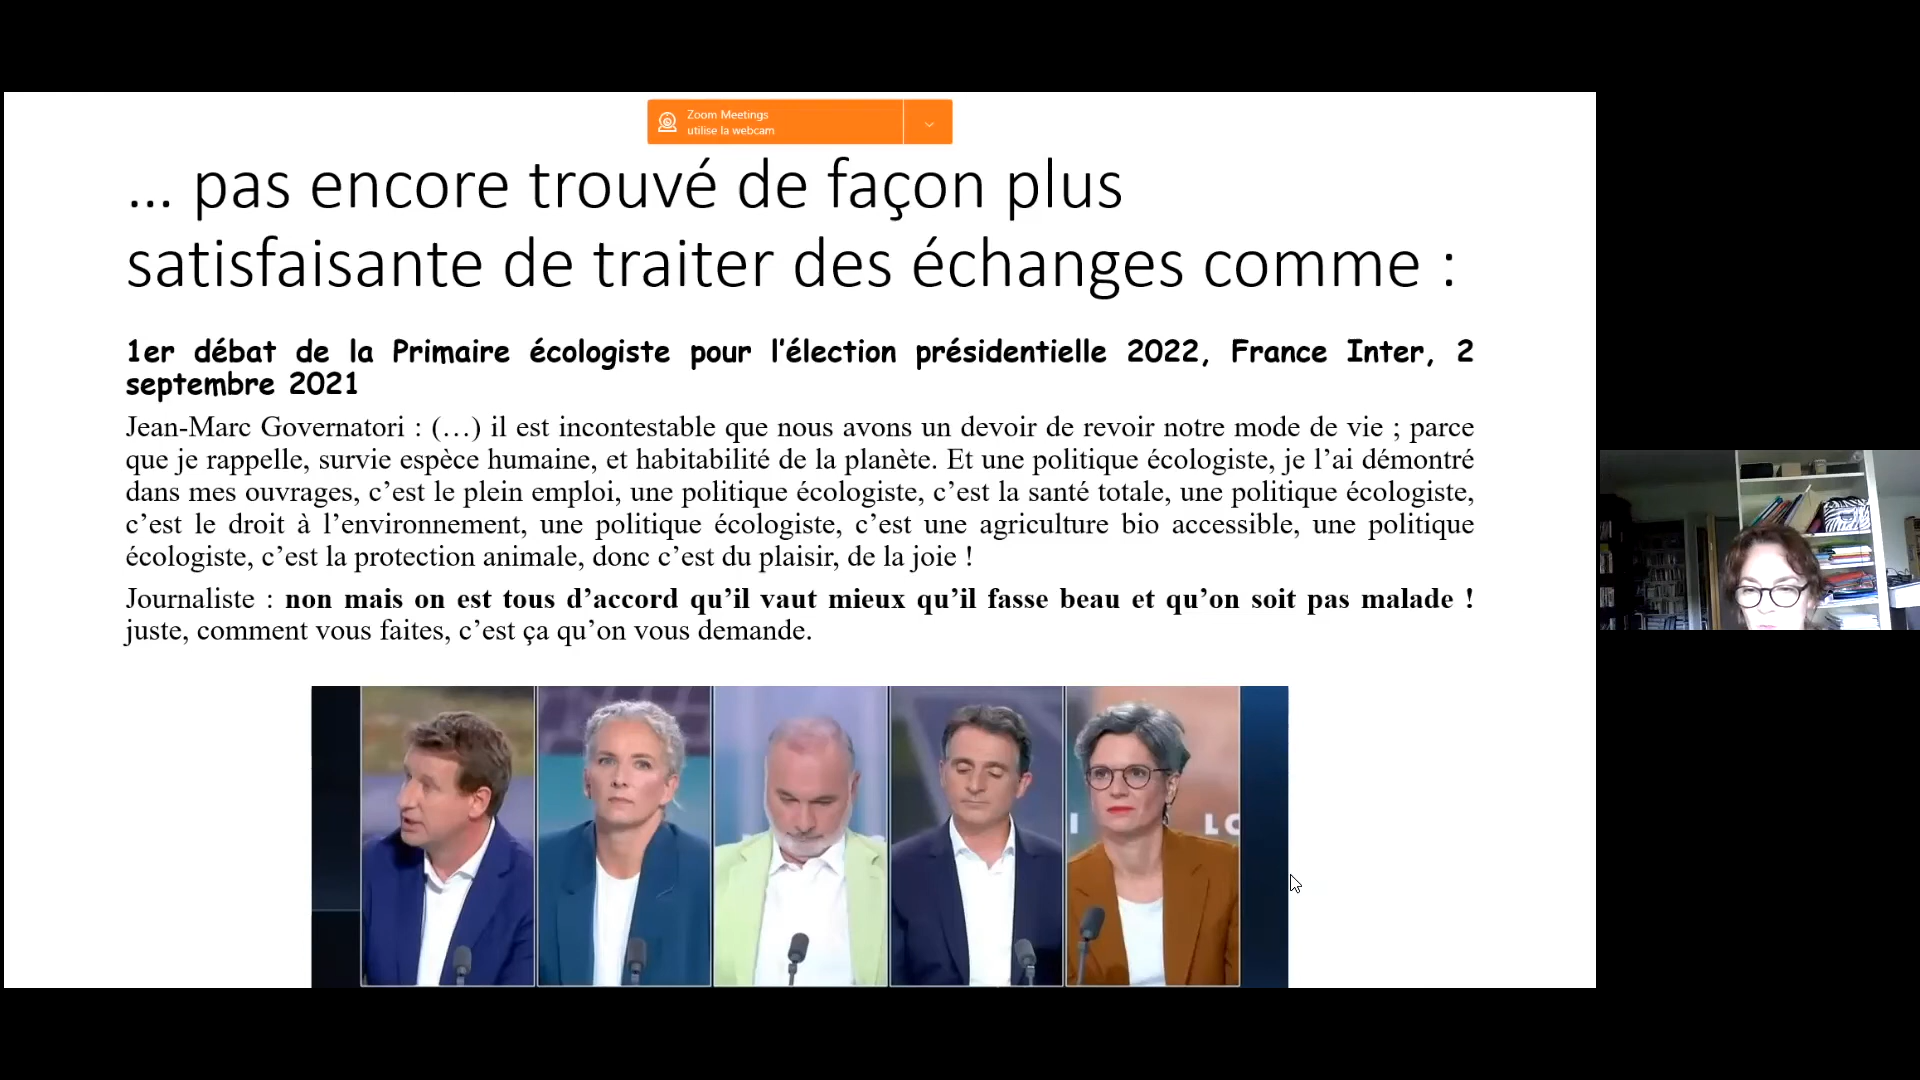 Zoom Meetings
utilise la webcam
... pas encore trouvé de façon plus
satisfaisante de traiter des échanges comme :
1er débat de la Primaire écologiste pour l’élection présidentielle 2022, France Inter, 2
septembre 2021
Jean-Marc Governatori : (…) il est incontestable que nous avons un devoir de revoir notre mode de vie ; parce
que je rappelle, survie espèce humaine, et habitabilité de la planète. Et une politique écologiste, je l’ai démontré
dans mes ouvrages, c’est le plein emploi, une politique écologiste, c’est la santé totale, une politique écologiste,
c’est le droit à l’environnement, une politique écologiste, c’est une agriculture bio accessible, une politique
écologiste, c’est la protection animale, donc c’est du plaisir, de la joie !
Journaliste : non mais on est tous d’accord qu’il vaut mieux qu’il fasse beau et qu’on soit pas malade !
juste, comment vous faites, c’est ça qu’on vous demande.